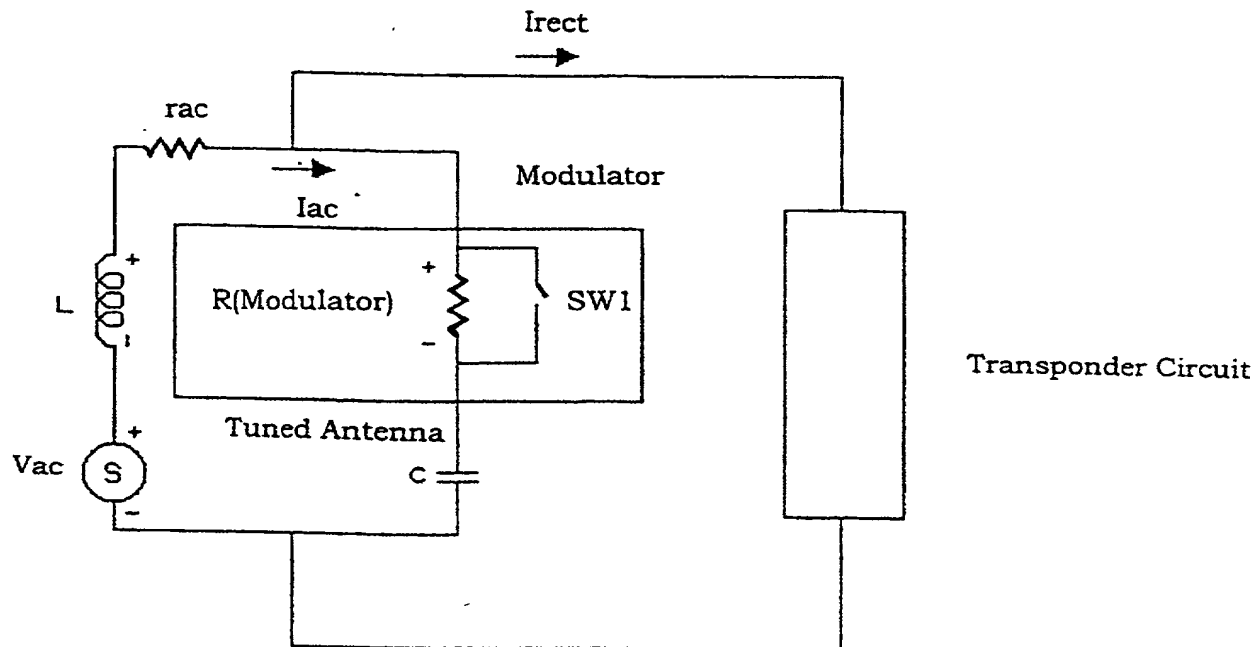 Irect
rac
Iac
Modulator
+
L
R(Modulator)
+
-
SW1
Transponder Circuit
Tuned Antenna
+
Vac
S
-
C